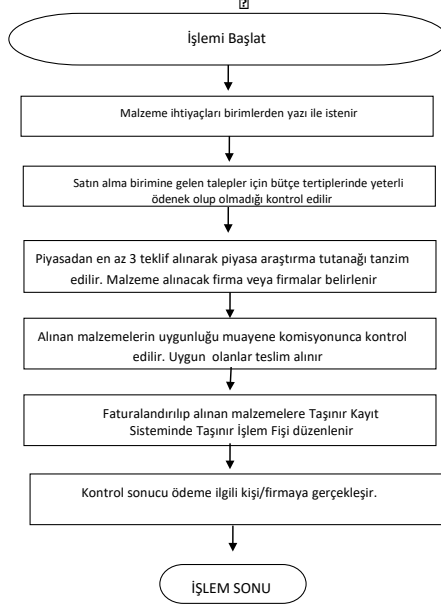 İşlemi Başlat
Malzeme ihtiyaçları birimlerden yazı ile istenir
Satın alma birimine gelen talepler için bütçe tertiplerinde yeterli
ödenek olup olmadığı kontrol edilir
Piyasadan en az 3 teklif alınarak piyasa araştırma tutanağı tanzim
edilir. Malzeme alınacak firma veya firmalar belirlenir
Alınan malzemelerin uygunluğu muayene komisyonunca kontrol
edilir. Uygun olanlar teslim alınır
Faturalandırılıp alınan malzemelere Taşınır Kayıt
Sisteminde Taşınır İşlem Fişi düzenlenir
Kontrol sonucu ödeme ilgili kişi/firmaya gerçekleşir.
İŞLEM SONU